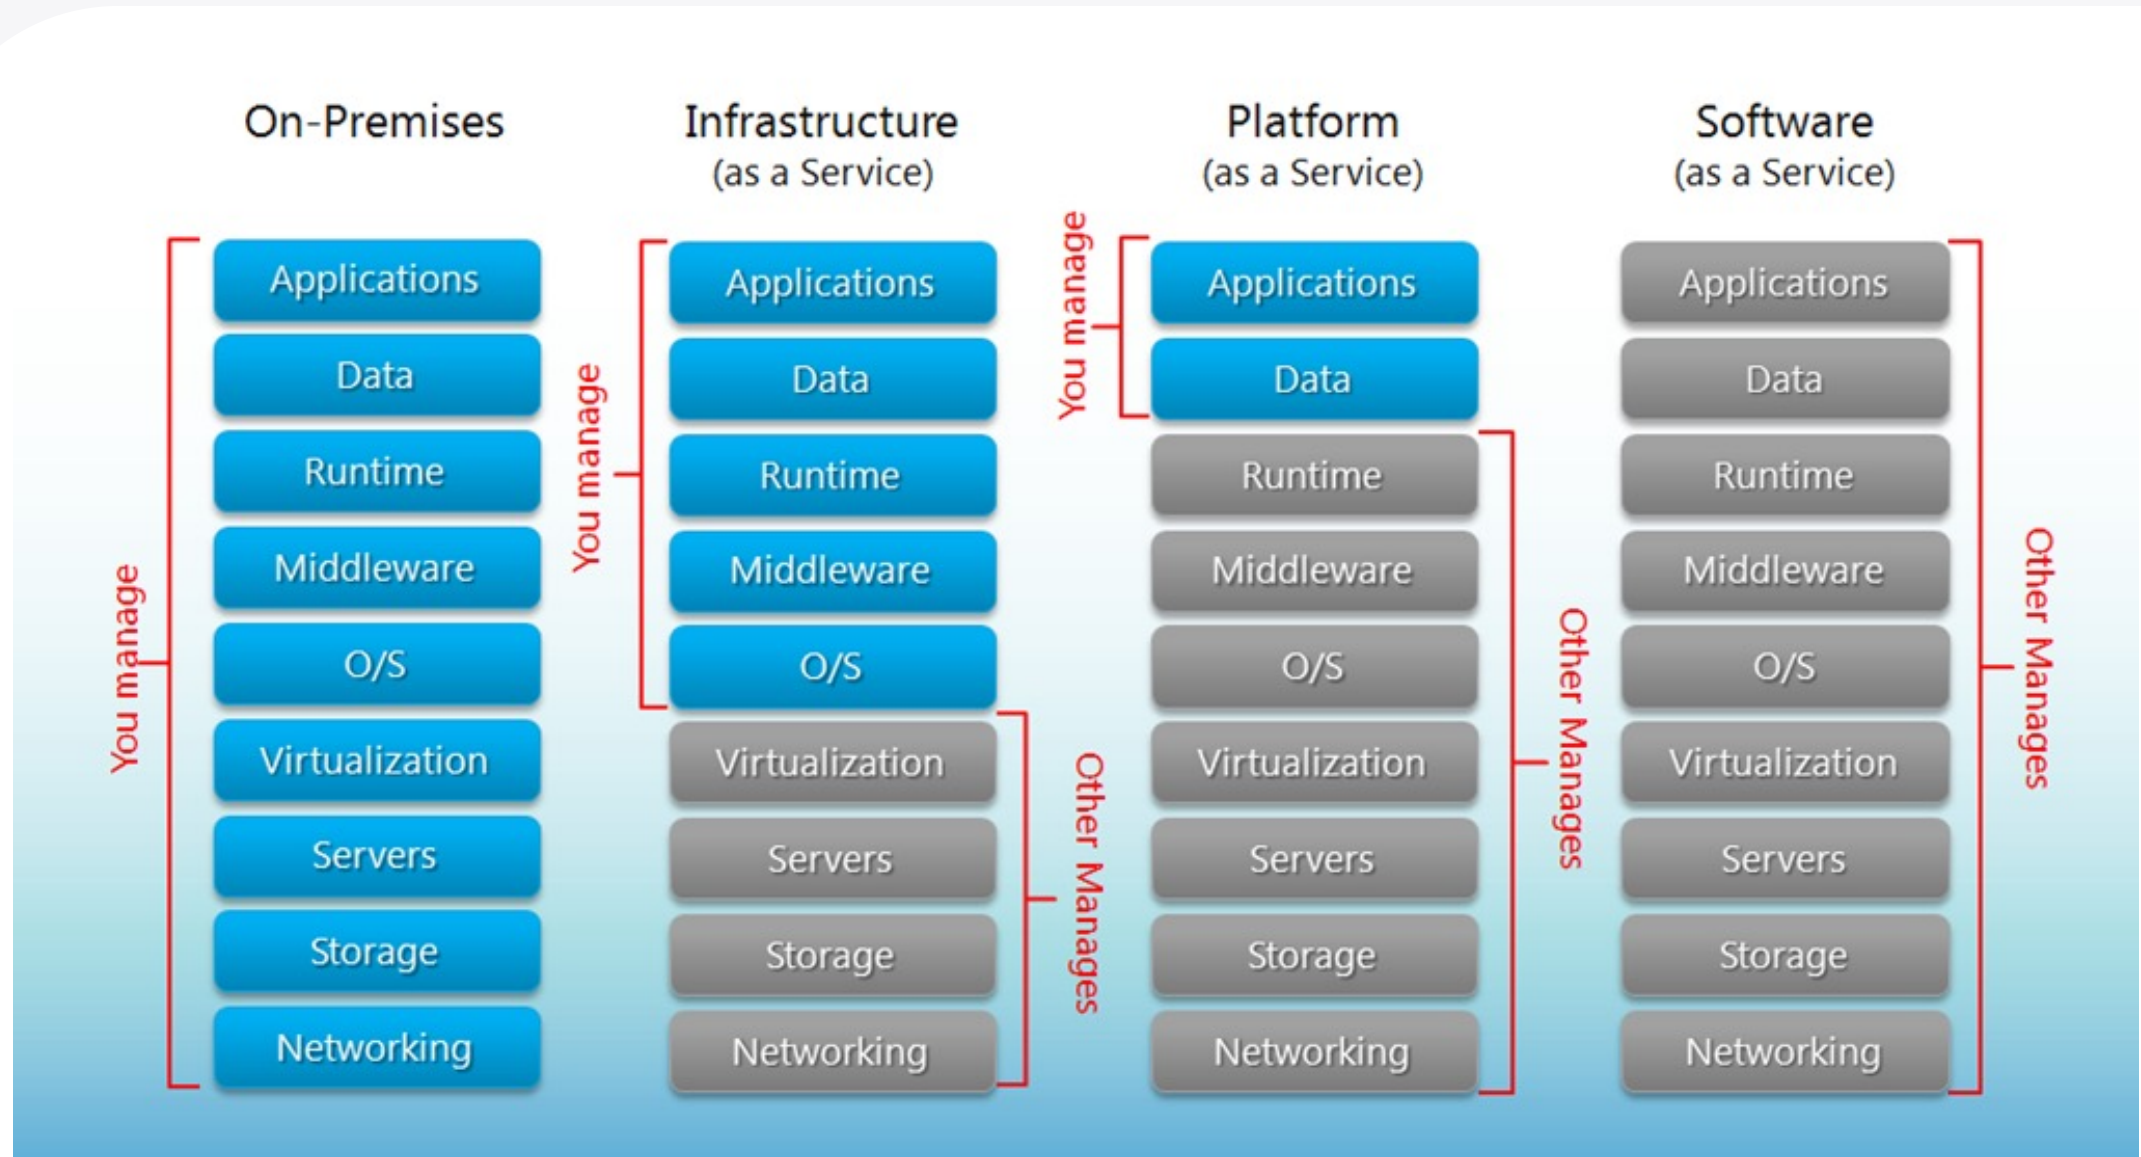 On-Premises
You manage
Applications
Data
Runtime
Middleware
O/S
Virtualization
Servers
Storage
Networking
Infrastructure
(as a Service)
You manage
Applications
Data
Runtime
Middleware
O/S
Virtualization
Servers
Storage
Networking
Other Manages
Platform
(as a Service)
You manage
Applications
Data
Runtime
Middleware
O/S
Virtualization
Servers
Storage
Networking
Other Manages
Software
(as a Service)
Applications
Data
Runtime
Middleware
O/S
Virtualization
Servers
Storage
Networking
Other Manages